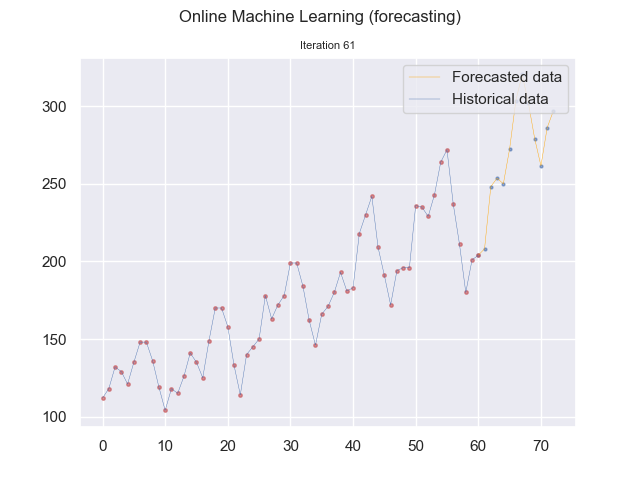 Online Machine Learning (forecasting)
Iteration 61
Forecasted data
Historical data
300
250
200
150
100
0 10 20 30 40 50 60 70